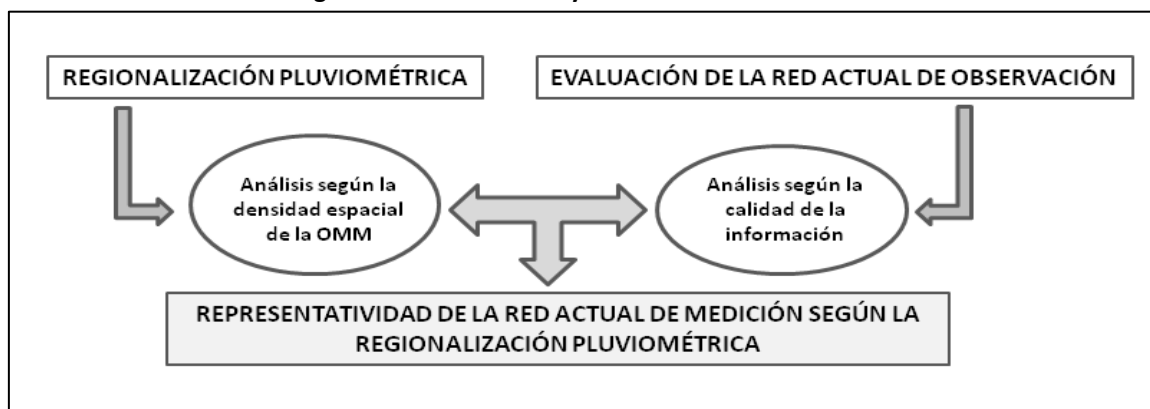 REGIONALIZACIÓN PLUVIOMÉTRICA
EVALUACIÓN DE LA RED ACTUAL DE OBSERVACIÓN
Análisis según la
densidad espacial
de la OMM
Análisis según la
calidad de la
información
REPRESENTATIVIDAD DE LA RED ACTUAL DE MEDICIÓN SEGÚN LA
REGIONALIZACIÓN PLUVIOMÉTRICA